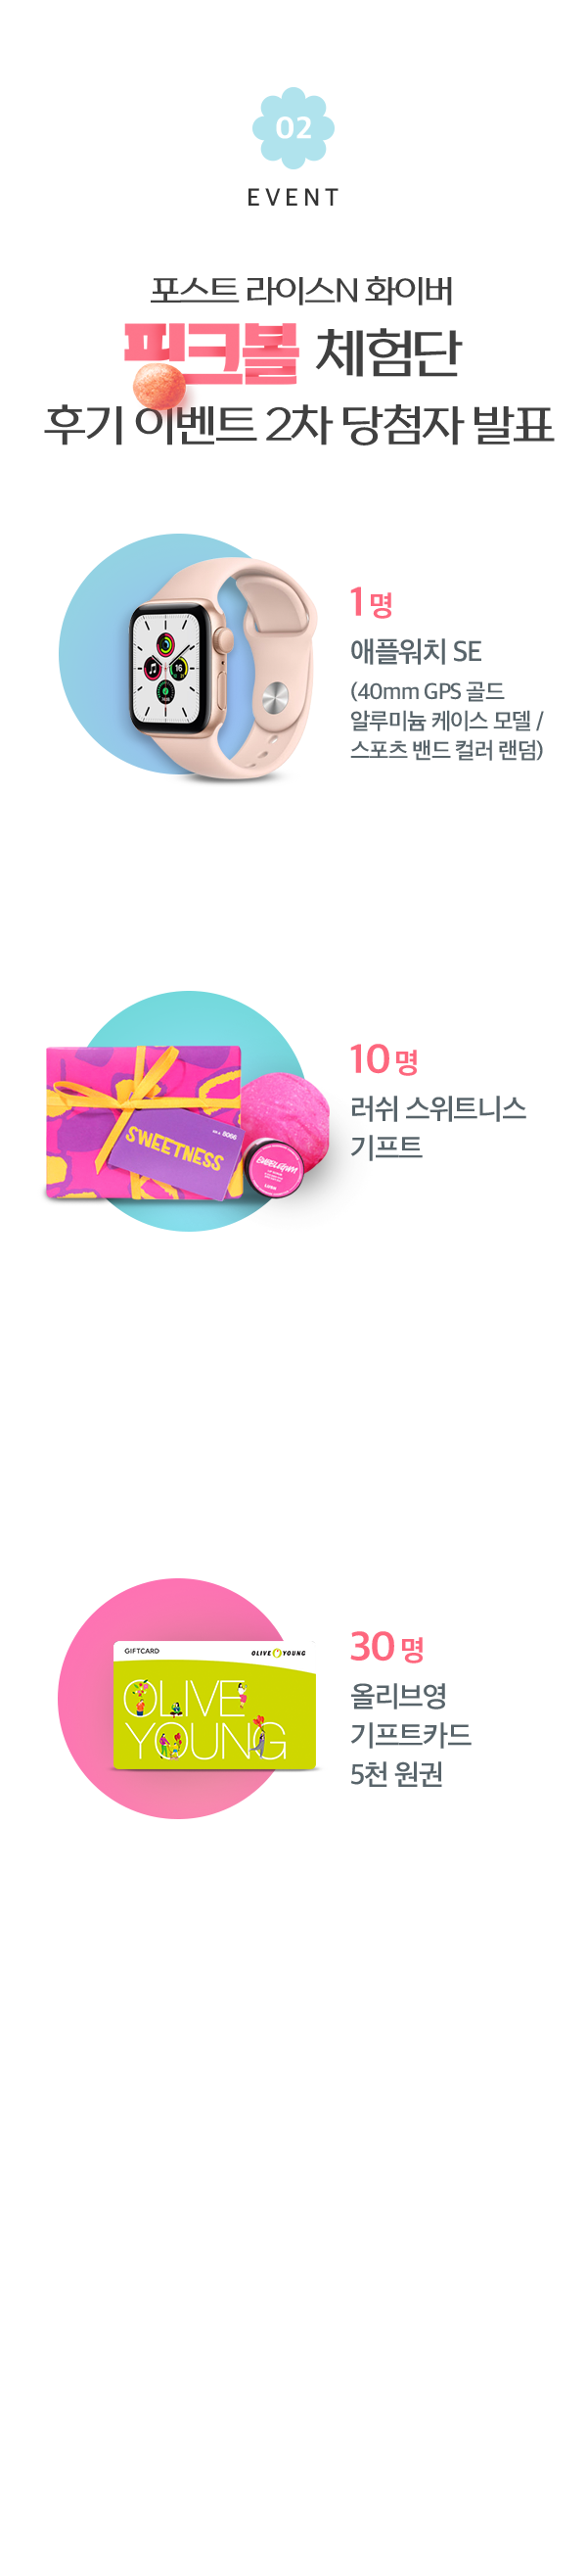 02
EVENT
포스트 라이스N 화이버
핑크볼 체험단
후기 이벤트 2차 당첨자 발표
1명
애플워치 SE
(40mm GPS 골드
알루미늄 케이스 모델 /
스포츠 밴드 컬러 랜덤)
16
10명
러쉬 스위트니스
기프트
SWEETNESS
30명
올리브영
기프트카드
5천 원권
GIFTCARD
OLIVE YOUNG
OLIVE
YOUNG